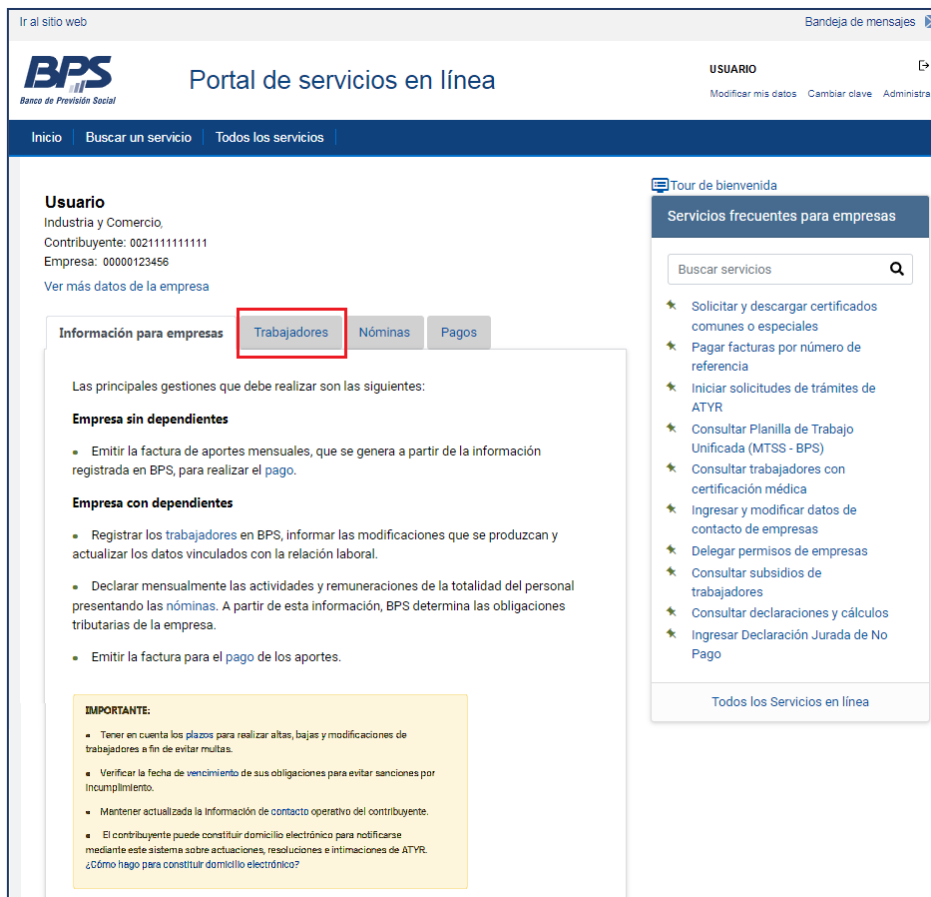 Ir al sitio web
Bandeja de mensajes
BPS
Banco de Previsión Social
Portal de servicios en línea
USUARIO
Modificar mis datos Cambiar clave Administra
Inicio Buscar un servicio Todos los servicios
Usuario
Industria y Comercio,
Contribuyente: 0021111111111
Empresa: 00000123456
Ver más datos de la empresa
Información para empresas Trabajadores Nóminas Pagos
Las principales gestiones que debe realizar son las siguientes:
Empresa sin dependientes
• Emitir la factura de aportes mensuales, que se genera a partir de la información
registrada en BPS, para realizar el pago.
Empresa con dependientes
• Registrar los trabajadores en BPS, informar las modificaciones que se produzcan y
actualizar los datos vinculados con la relación laboral.
• Declarar mensualmente las actividades y remuneraciones de la totalidad del personal
presentando las nóminas. A partir de esta información, BPS determina las obligaciones
tributarias de la empresa.
• Emitir la factura para el pago de los aportes.
IMPORTANTE:
• Tener en cuenta los plazos para realizar altas, bajas y modificaciones de
trabajadores a fin de evitar multas.
• Verificar la fecha de vencimiento de sus obligaciones para evitar sanciones por
incumplimiento.
• Mantener actualizada la información de contacto operativo del contribuyente.
• El contribuyente puede constituir domicilio electrónico para notificarse
mediante este sistema sobre actuaciones, resoluciones e intimaciones de ATYR.
¿Cómo hago para constituir domicilio electrónico?
Tour de bienvenida
Servicios frecuentes para empresas
Buscar servicios
Solicitar y descargar certificados
comunes o especiales
Pagar facturas por número de
referencia
Iniciar solicitudes de trámites de
ATYR
Consultar Planilla de Trabajo
Unificada (MTSS - BPS)
Consultar trabajadores con
certificación médica
Ingresar y modificar datos de
contacto de empresas
Delegar permisos de empresas
Consultar subsidios de
trabajadores
Consultar declaraciones y cálculos
Ingresar Declaración Jurada de No
Pago
Todos los Servicios en línea